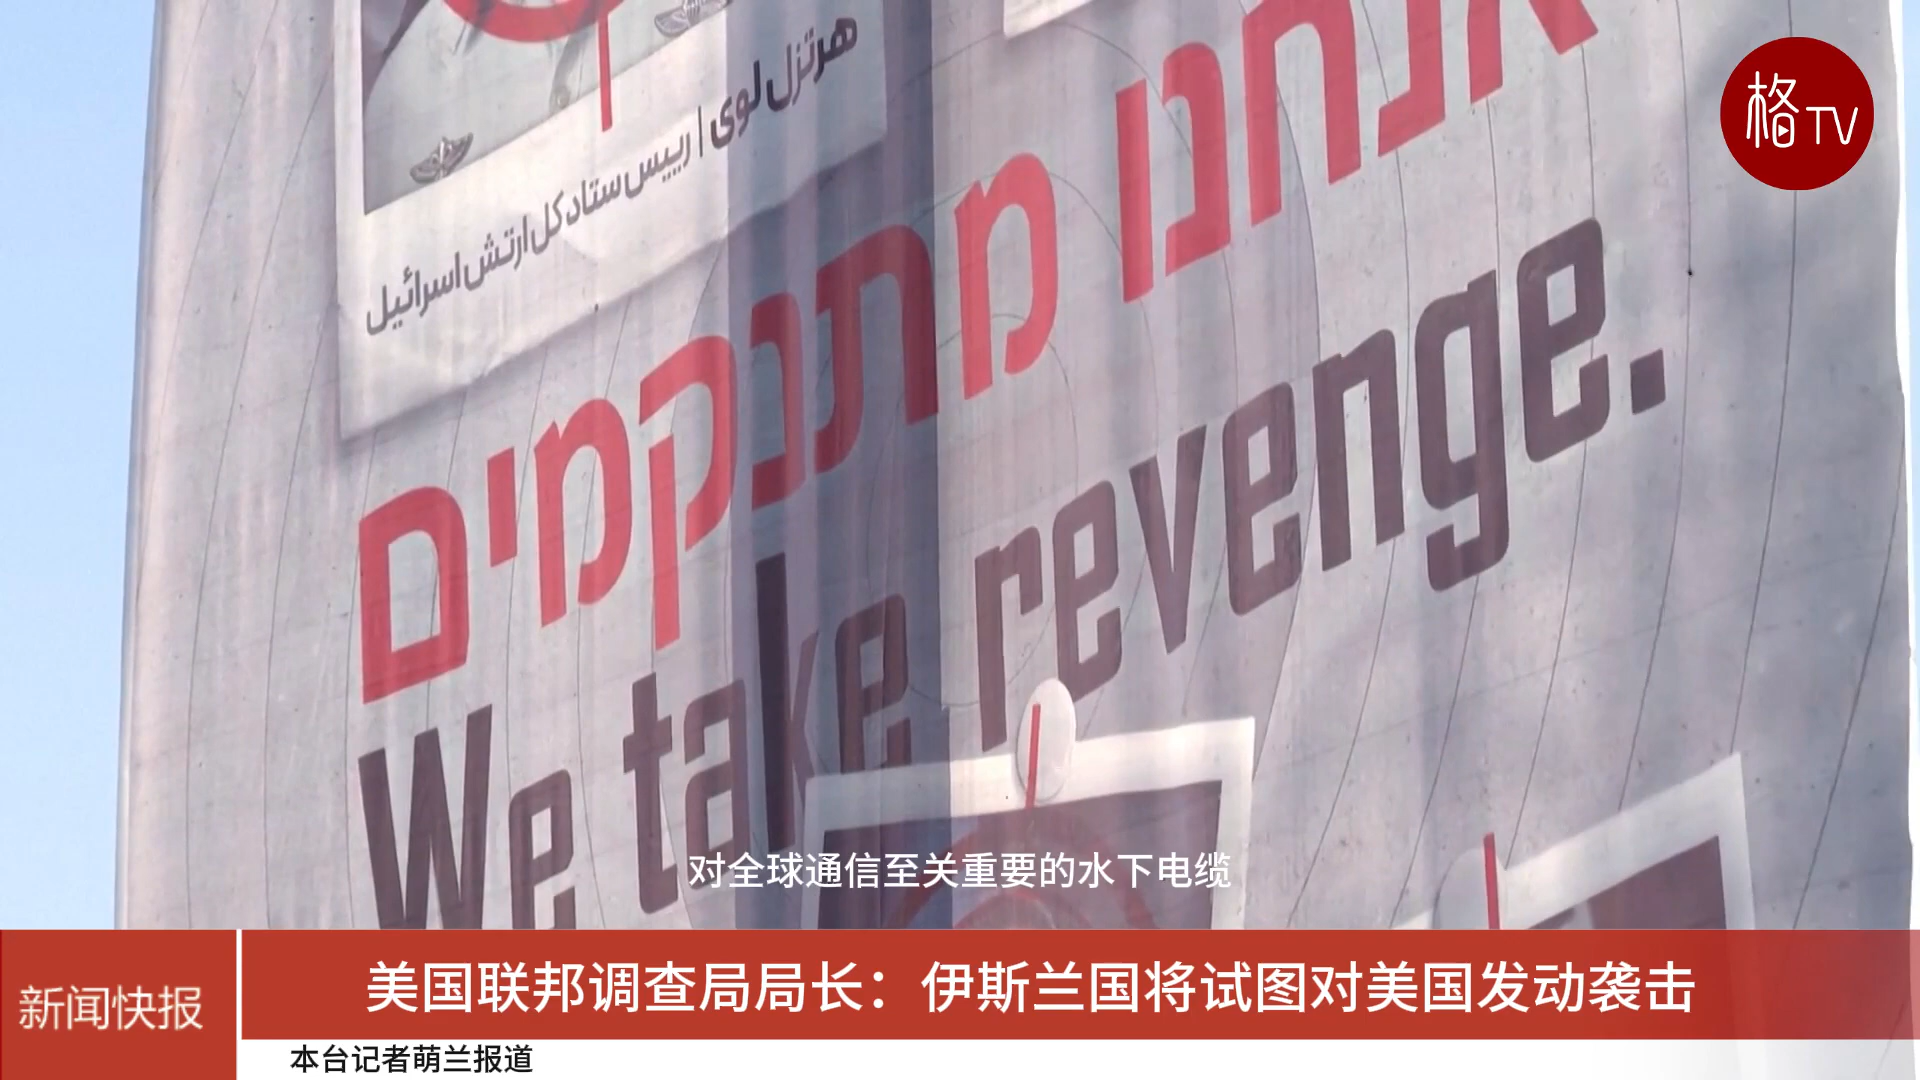 هرتزل لوی | رییس ستاد کل ارتش اسرائیل
אנחנו מתנקמים
We take revenge.
格TV
对全球通信至关重要的水下电缆
新闻快报
美国联邦调查局局长：伊斯兰国将试图对美国发动袭击
本台记者萌兰报道